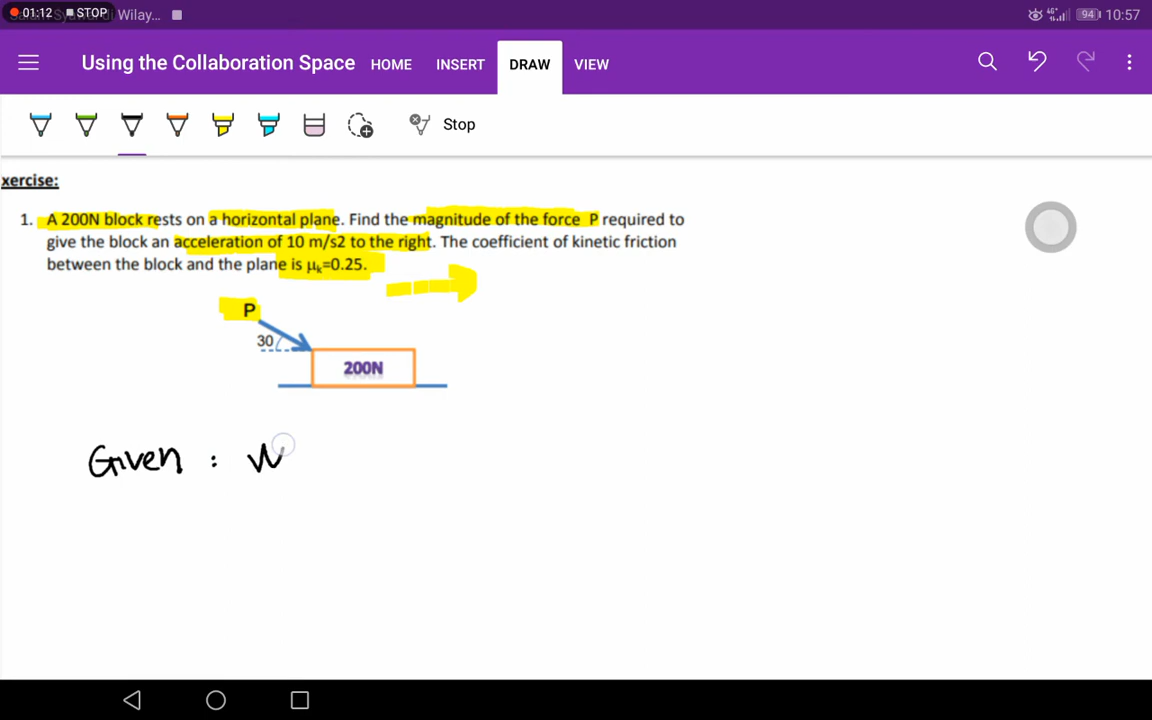 01:12 STOP Wilay... 94 10:57
Using the Collaboration Space HOME INSERT DRAW VIEW
Stop
xercise:
1. A 200N block rests on a horizontal plane. Find the magnitude of the force P required to
give the block an acceleration of 10 m/s2 to the right. The coefficient of kinetic friction
between the block and the plane is μk=0.25.
P
30
200N
Given : W